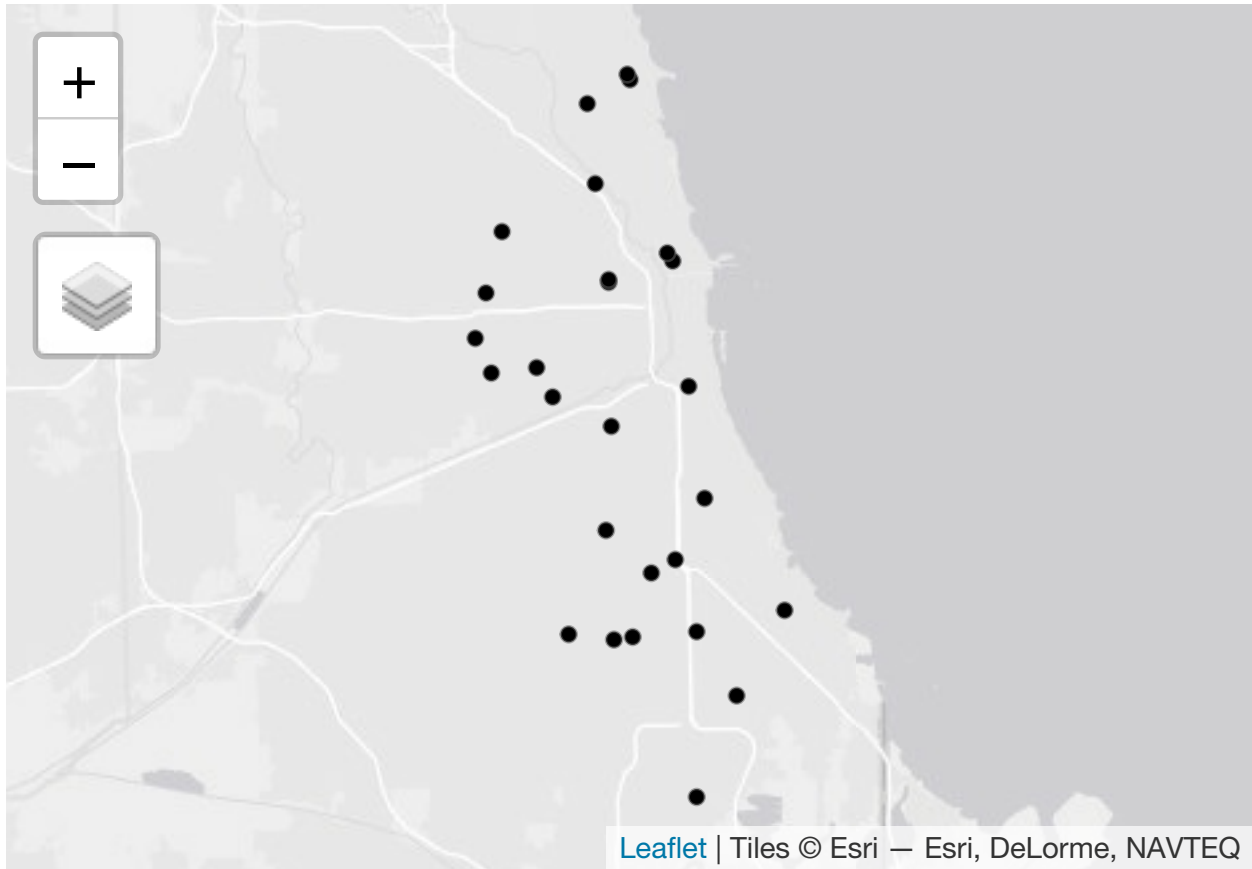 +
−
Leaflet | Tiles © Esri — Esri, DeLorme, NAVTEQ